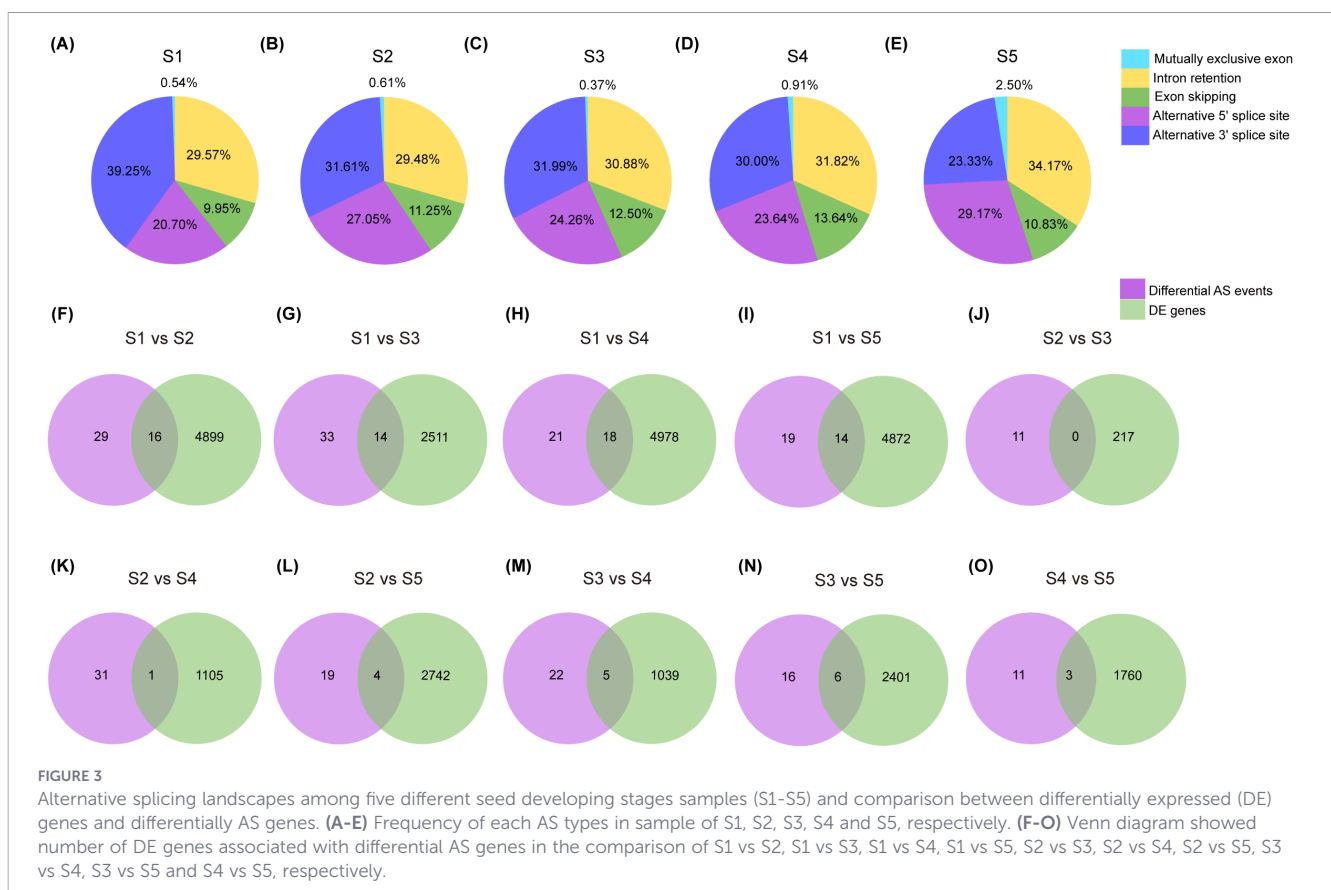 (A)
S1
0.54%
29.57%
39.25%
9.95%
20.70%
(B)
S2
0.61%
29.48%
31.61%
11.25%
27.05%
(C)
S3
0.37%
30.88%
31.99%
12.50%
24.26%
(D)
S4
0.91%
31.82%
30.00%
13.64%
23.64%
(E)
S5
2.50%
34.17%
23.33%
10.83%
29.17%
Mutually exclusive exon
Intron retention
Exon skipping
Alternative 5' splice site
Alternative 3' splice site
Differential AS events
DE genes
(F)
S1 vs S2
29 16 4899
(G)
S1 vs S3
33 14 2511
(H)
S1 vs S4
21 18 4978
(I)
S1 vs S5
19 14 4872
(J)
S2 vs S3
11 0 217
(K)
S2 vs S4
31 1 1105
(L)
S2 vs S5
19 4 2742
(M)
S3 vs S4
22 5 1039
(N)
S3 vs S5
16 6 2401
(O)
S4 vs S5
11 3 1760
FIGURE 3
Alternative splicing landscapes among five different seed developing stages samples (S1-S5) and comparison between differentially expressed (DE)
genes and differentially AS genes. (A-E) Frequency of each AS types in sample of S1, S2, S3, S4 and S5, respectively. (F-O) Venn diagram showed
number of DE genes associated with differential AS genes in the comparison of S1 vs S2, S1 vs S3, S1 vs S4, S1 vs S5, S2 vs S3, S2 vs S4, S2 vs S5, S3
vs S4, S3 vs S5 and S4 vs S5, respectively.